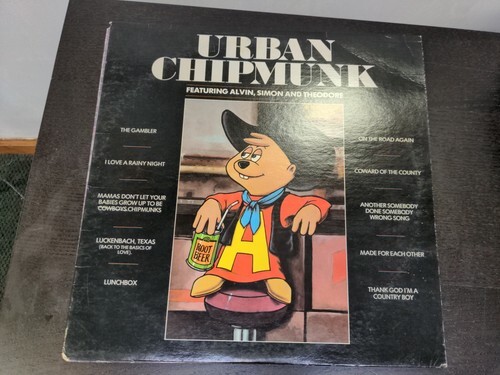 URBAN
CHIPMUNK
FEATURING ALVIN, SIMON AND THEODORE
THE GAMBLER
I LOVE A RAINY NIGHT
MAMAS DON'T LET YOUR
BABIES GROW UP TO BE
COWBOYS CHIPMUNKS
LUCKENBACH, TEXAS
(BACK TO THE BASICS OF
LOVE)
LUNCHBOX
ON THE ROAD AGAIN
COWARD OF THE COUNTY
ANOTHER SOMEBODY
DONE SOMEBODY
WRONG SONG
MADE FOR EACH OTHER
THANK GOD I'M A
COUNTRY BOY
A
ROOT
BEER